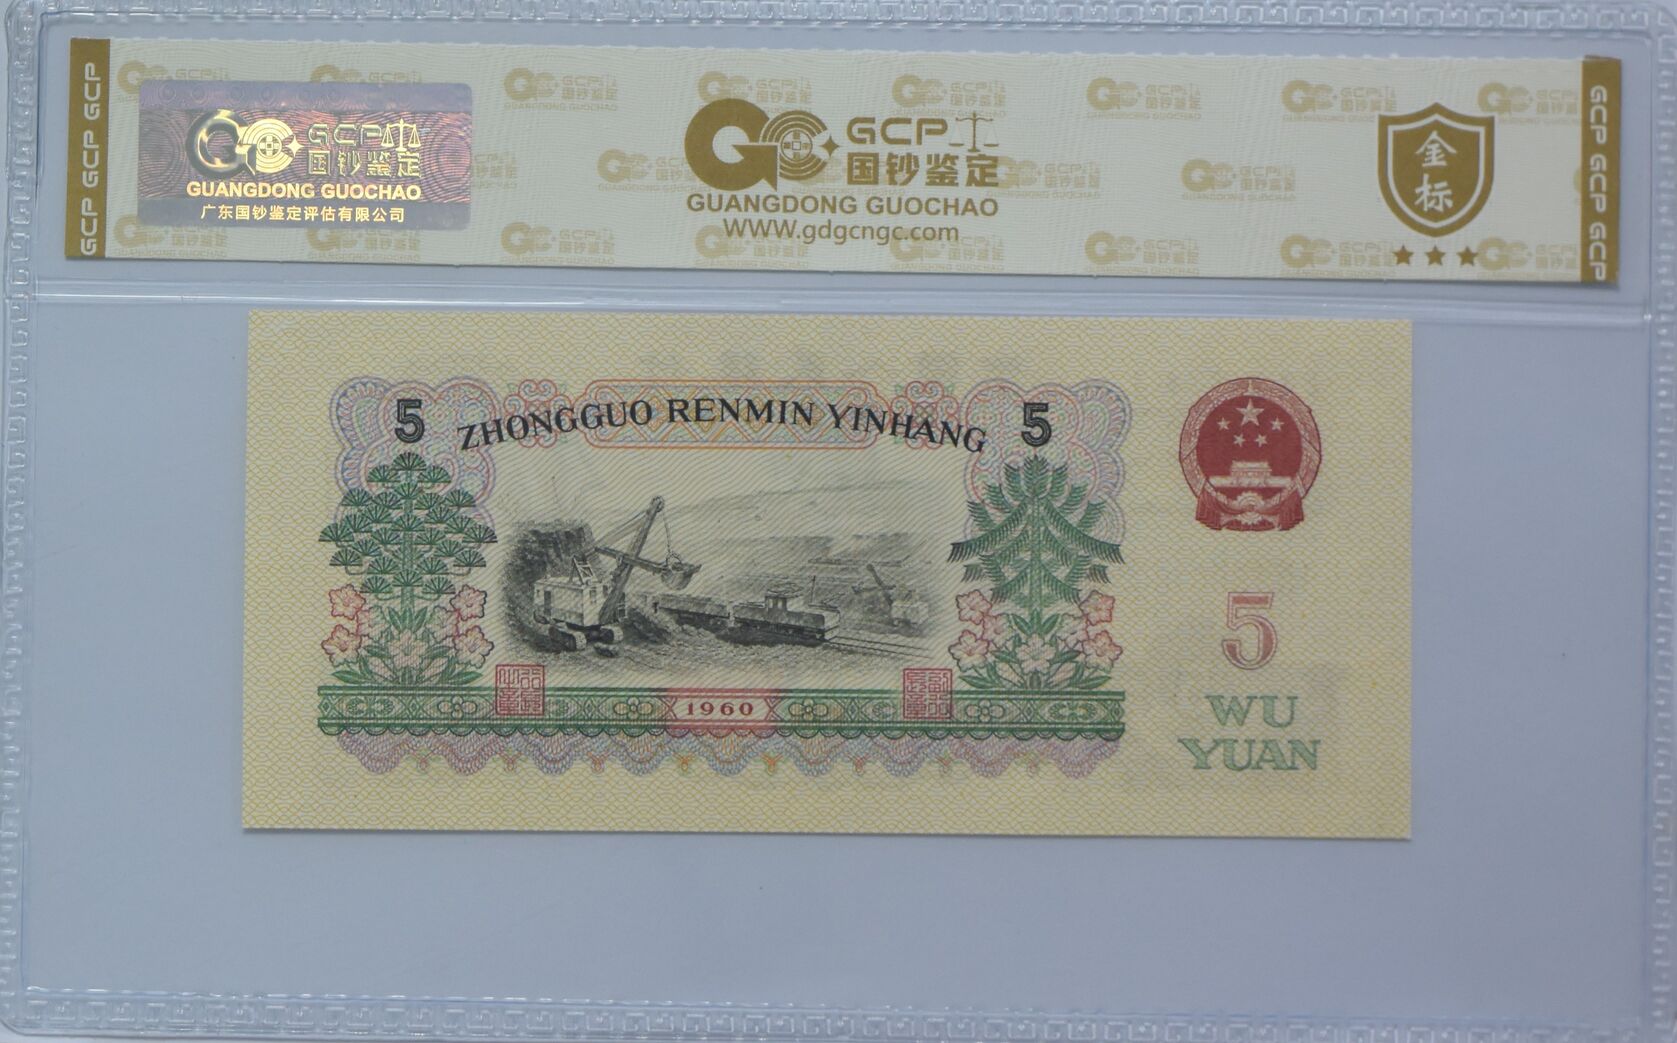 GCP GCP GCP
GCP
国钞鉴定
GUANGDONG GUOCHAO
广东国钞鉴定评估有限公司
GCP
国钞鉴定
GUANGDONG GUOCHAO
WWW.gdgcngc.com
金标
GCP GCP GCP GCP
5
ZHONGGUO RENMIN YINHANG
5
1960
5
WU
YUAN